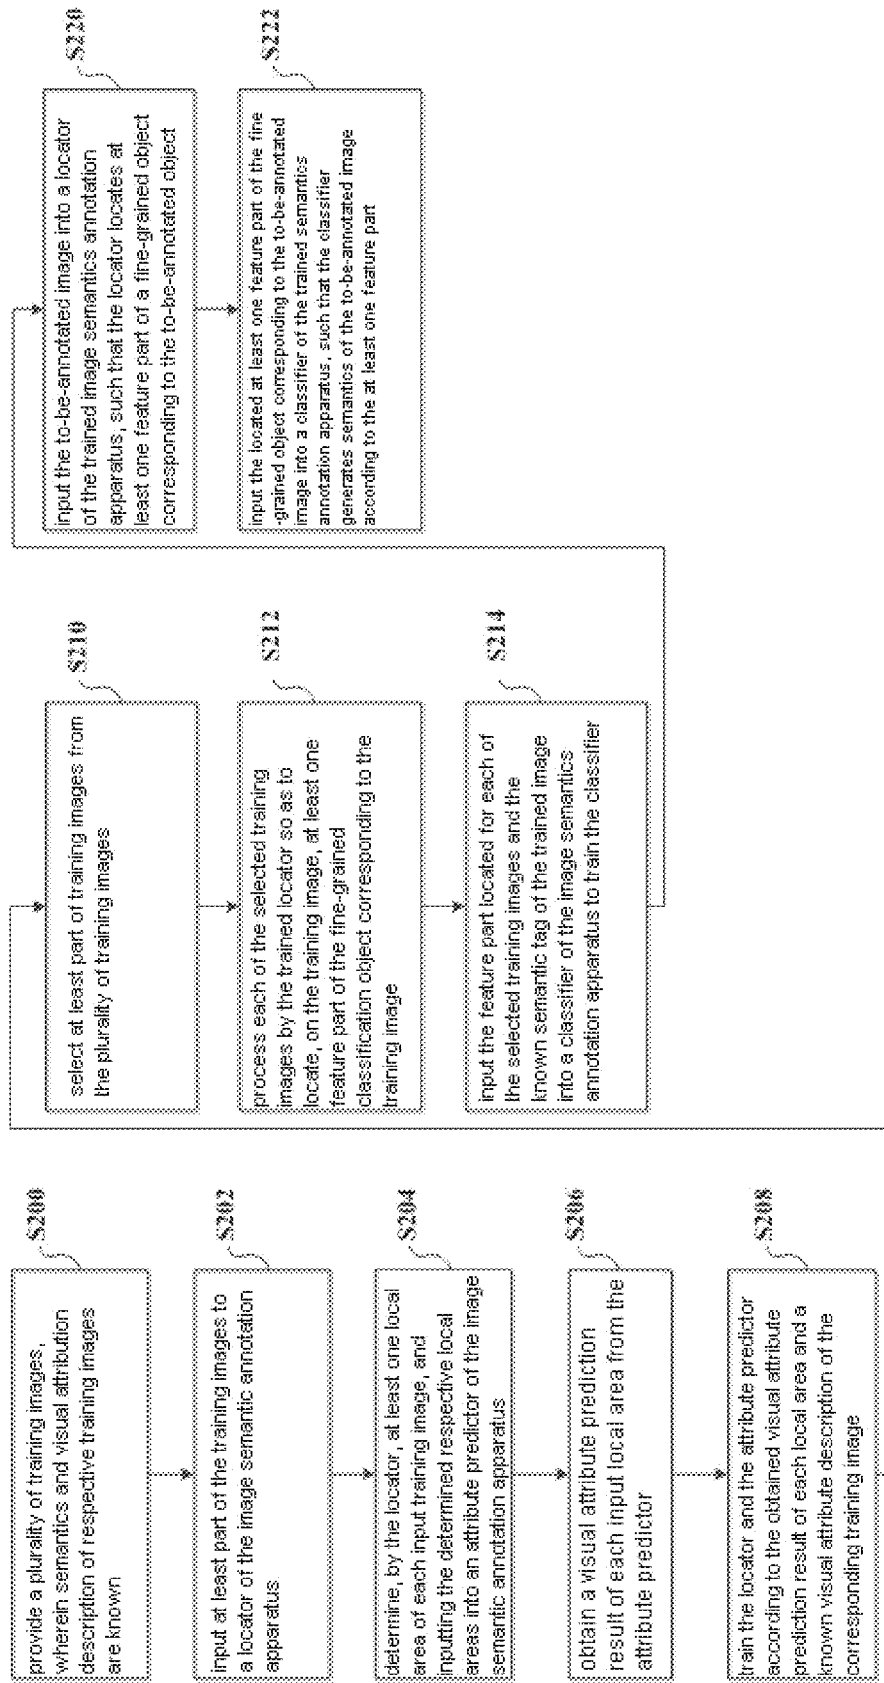 S200
provide a plurality of training images,
wherein semantics and visual attribution
description of respective training images
are known
S202
input at least part of the training images to
a locator of the image semantic annotation
apparatus
S204
determine, by the locator, at least one local
area of each input training image, and
inputting the determined respective local
areas into an attribute predictor of the image
semantic annotation apparatus
S206
obtain a visual attribute prediction
result of each input local area from the
attribute predictor
S208
train the locator and the attribute predictor
according to the obtained visual attribute
prediction result of each local area and a
known visual attribute description of the
corresponding training image
S210
select at least part of training images from
the plurality of training images
S212
process each of the selected training
images by the trained locator so as to
locate, on the training image, at least one
feature part of the fine-grained
classification object corresponding to the
training image
S214
input the feature part located for each of
the selected training images and the
known semantic tag of the trained image
into a classifier of the image semantics
annotation apparatus to train the classifier
S220
input the to-be-annotated image into a locator
of the trained image semantics annotation
apparatus, such that the locator locates at
least one feature part of a fine-grained object
corresponding to the to-be-annotated object
S222
input the located at least one feature part of the fine
-grained object corresponding to the to-be-annotated
image into a classifier of the trained semantics
annotation apparatus, such that the classifier
generates semantics of the to-be-annotated image
according to the at least one feature part